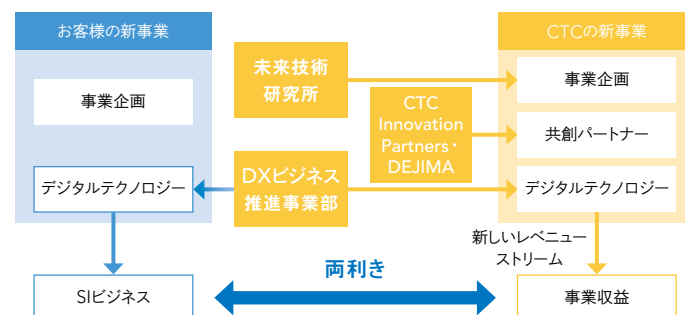 お客様の新事業
事業企画
デジタルテクノロジー
SIビジネス
未来技術
研究所
CTC
Innovation
Partners・
DEJIMA
DXビジネス
推進事業部
両利き
CTCの新事業
事業企画
共創パートナー
デジタルテクノロジー
新しいレベニュー
ストリーム
事業収益